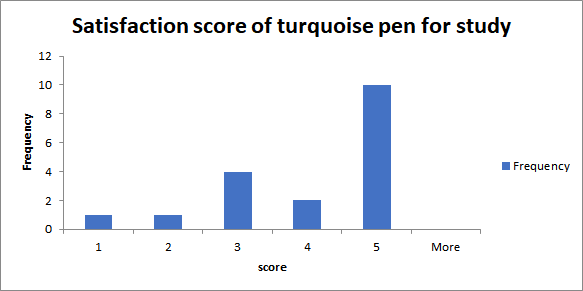 Satisfaction score of turquoise pen for study
12
10
8
6
4
2
0
Frequency
1 2 3 4 5 More
score
Frequency